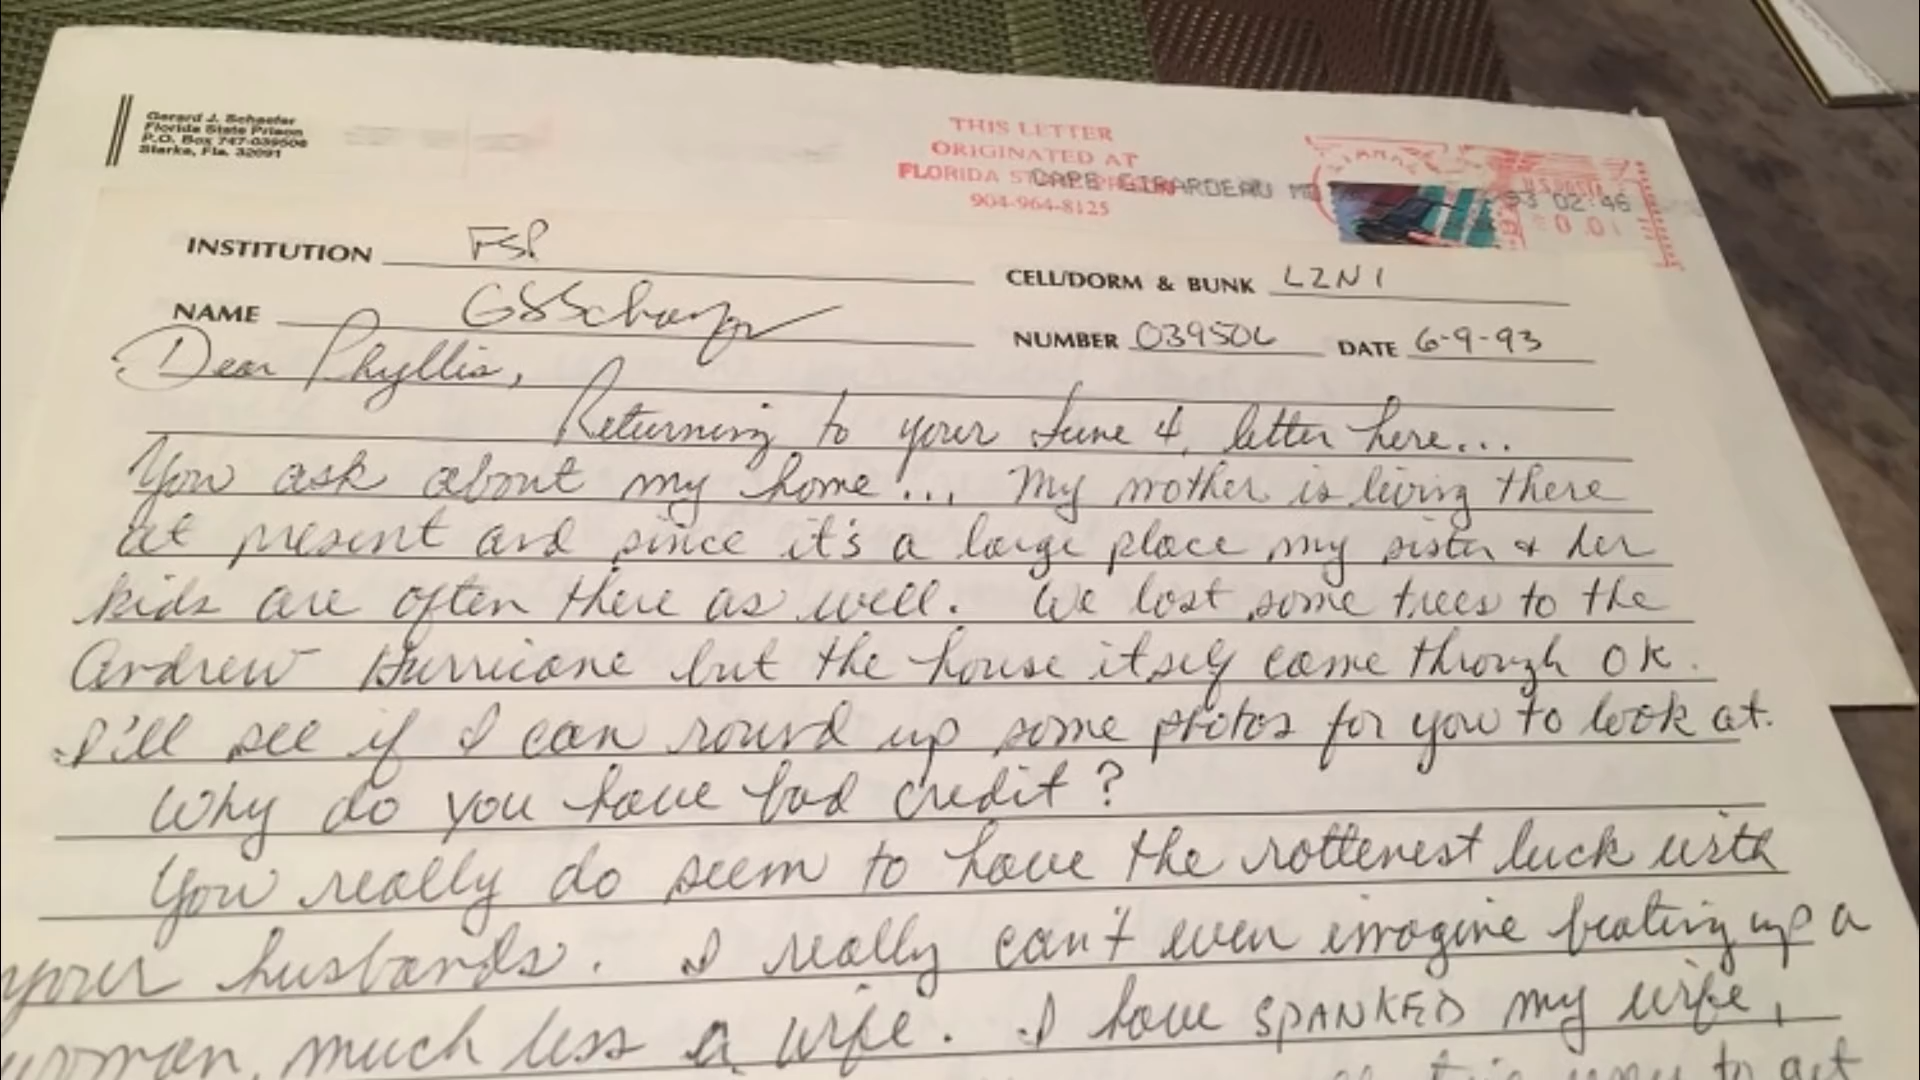 Gerard J. Schaefer
Florida State Prison
P.O. Box 747-039506
Starke, Fla. 32091
THIS LETTER
ORIGINATED AT
FLORIDA
904-964-8125
CAPE GIRARDEAU MO
93 02:46
INSTITUTION FSP
CELL/DORM & BUNK L2N1
NAME GJSchaefer
NUMBER 039506 DATE 6-9-93
Dear Phyllis,
Returning to your June 4, letter here...
You ask about my home!... My mother is living there
at present and since it's a large place my sister & her
kids are often there as well. We lost some trees to the
Andrew Hurricane but the house itself came through OK.
I'll see if I can round up some photos for you to look at.
Why do you have bad credit?
You really do seem to have the rottenest luck with
your husbands. I really can't even imagine beating up a
woman, much less a wife. I have SPANKED my wife,
to get